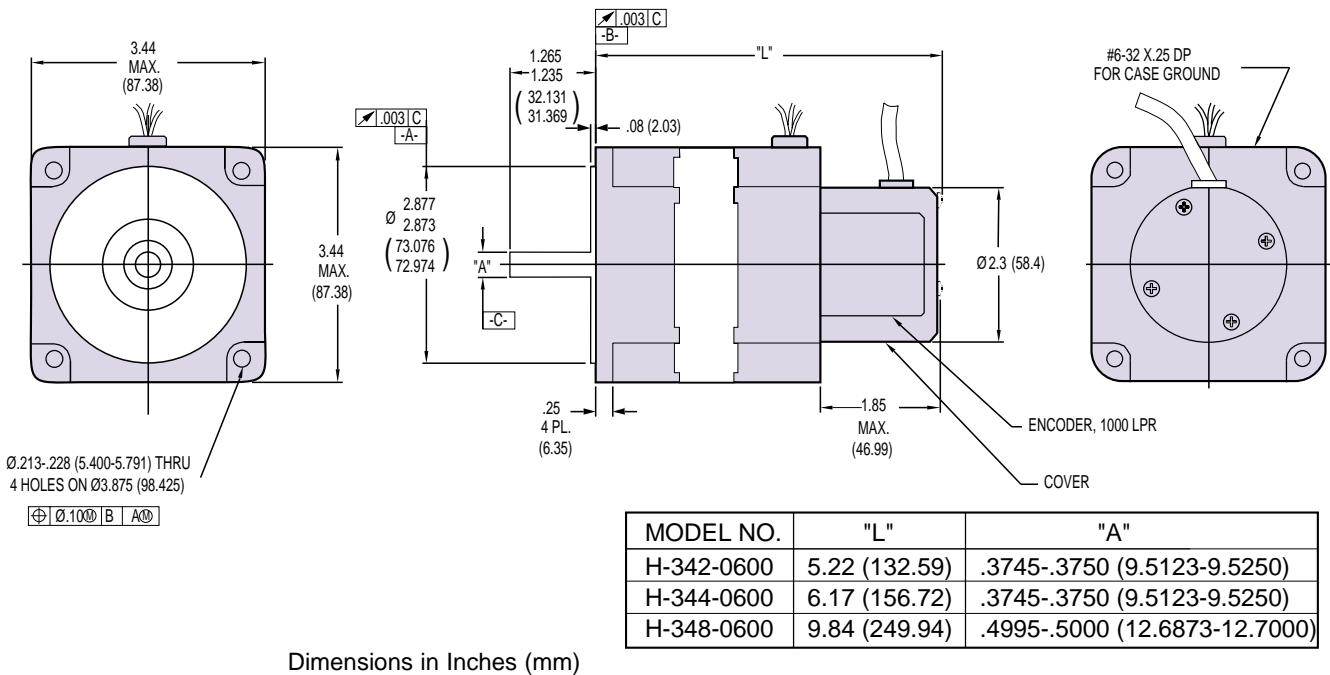 3.44
MAX.
(87.38)
3.44
MAX.
(87.38)
Ø.213-.228 (5.400-5.791) THRU
4 HOLES ON Ø3.875 (98.425)
⌖ Ø.10Ⓜ B AⓂ
.003 C
-B-
"L"
1.265
1.235
(32.131
31.369)
.08 (2.03)
.003 C
-A-
Ø 2.877
2.873
(73.076
72.974)
"A"
-C-
.25
4 PL.
(6.35)
Ø2.3 (58.4)
1.85
MAX.
(46.99)
#6-32 X.25 DP
FOR CASE GROUND
ENCODER, 1000 LPR
COVER
MODEL NO. "L" "A"
H-342-0600 5.22 (132.59) .3745-.3750 (9.5123-9.5250)
H-344-0600 6.17 (156.72) .3745-.3750 (9.5123-9.5250)
H-348-0600 9.84 (249.94) .4995-.5000 (12.6873-12.7000)
Dimensions in Inches (mm)